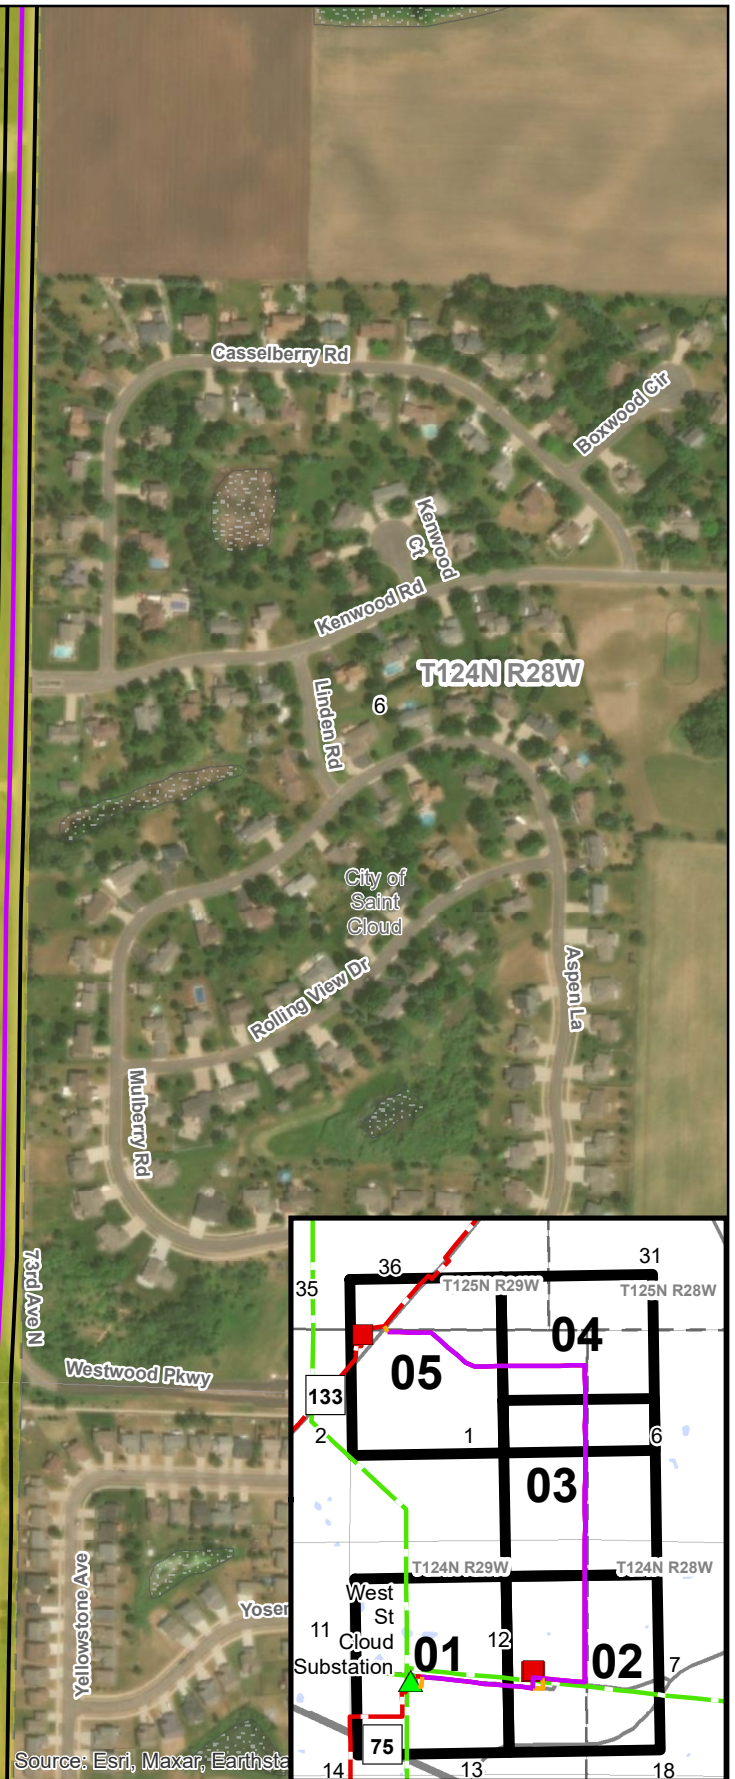 Casselberry Rd
Boxwood Cir
Kenwood
Ct
Kenwood Rd
T124N R28W
Linden Rd
6
City of
Saint
Cloud
Aspen La
Rolling View Dr
Mulberry Rd
73rd Ave N
Westwood Pkwy
Yellowstone Ave
Yoser
Source: Esri, Maxar, Earthsta
36
31
35
T125N R29W
T125N R28W
04
05
133
2
1
6
03
T124N R29W
T124N R28W
West
St
Cloud
Substation
11
12
01
02
7
75
14
13
18